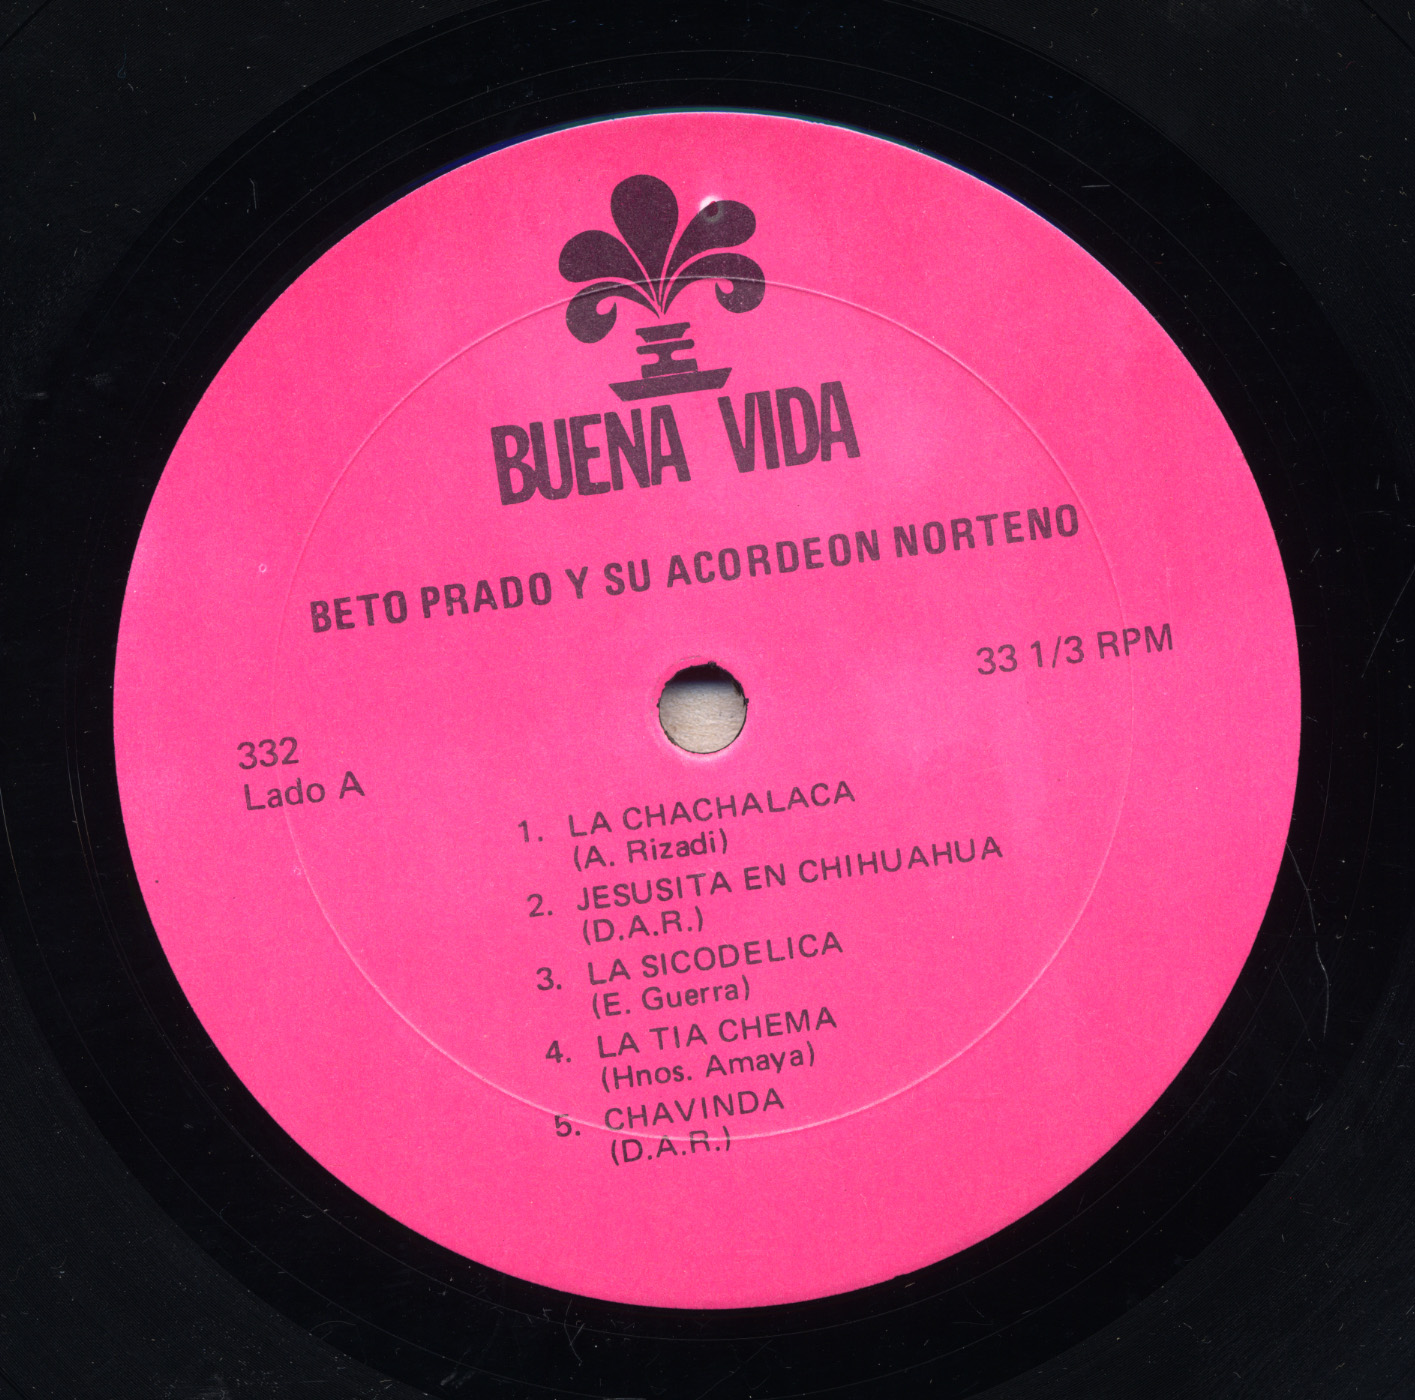 BUENA VIDA
BETO PRADO Y SU ACORDEON NORTENO
33 1/3 RPM
332
Lado A
1. LA CHACHALACA
(A. Rizadi)
2. JESUSITA EN CHIHUAHUA
(D.A.R.)
3. LA SICODELICA
(E. Guerra)
4. LA TIA CHEMA
(Hnos. Amaya)
5. CHAVINDA
(D.A.R.)